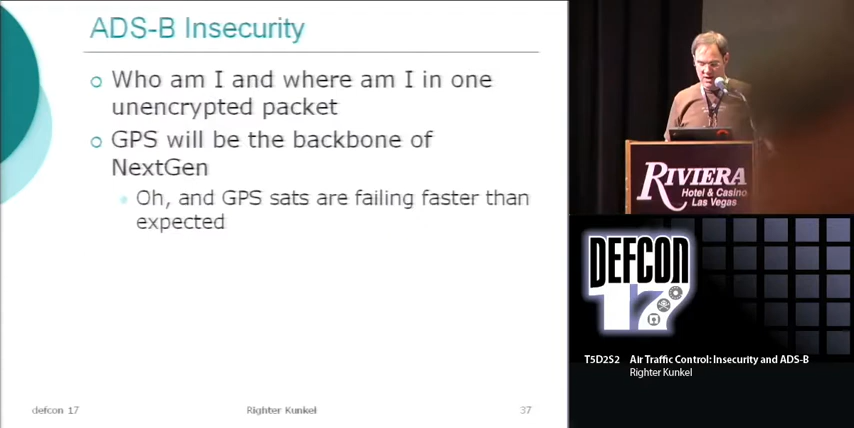 ADS-B Insecurity
Who am I and where am I in one
unencrypted packet
GPS will be the backbone of
NextGen
Oh, and GPS sats are failing faster than
expected
defcon 17
Righter Kunkel
37
RIVIERA
Hotel & Casino
Las Vegas
DEFCON
17
T5D2S2 Air Traffic Control: Insecurity and ADS-B
Righter Kunkel